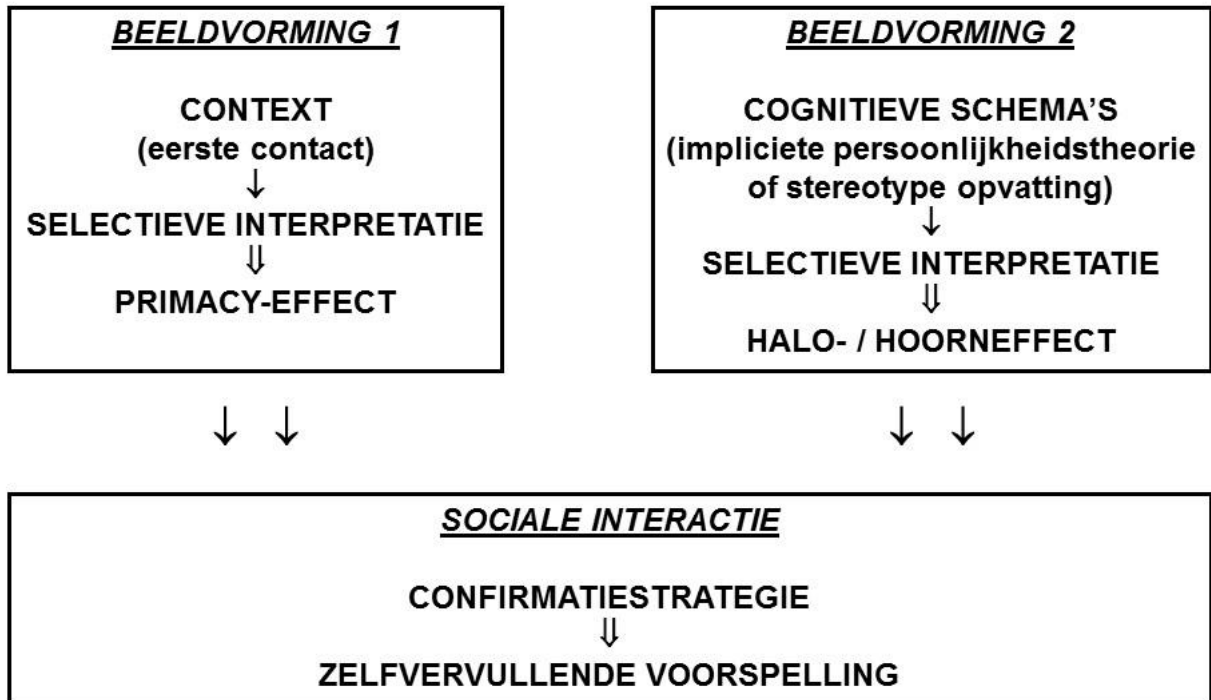 BEELDVORMING 1
CONTEXT
(eerste contact)
↓
SELECTIEVE INTERPRETATIE
⇓
PRIMACY-EFFECT
BEELDVORMING 2
COGNITIEVE SCHEMA'S
(impliciete persoonlijkheidstheorie
of stereotype opvatting)
↓
SELECTIEVE INTERPRETATIE
⇓
HALO- / HOORNEFFECT
↓ ↓
↓ ↓
SOCIALE INTERACTIE
CONFIRMATIESTRATEGIE
⇓
ZELFVERVULLENDE VOORSPELLING